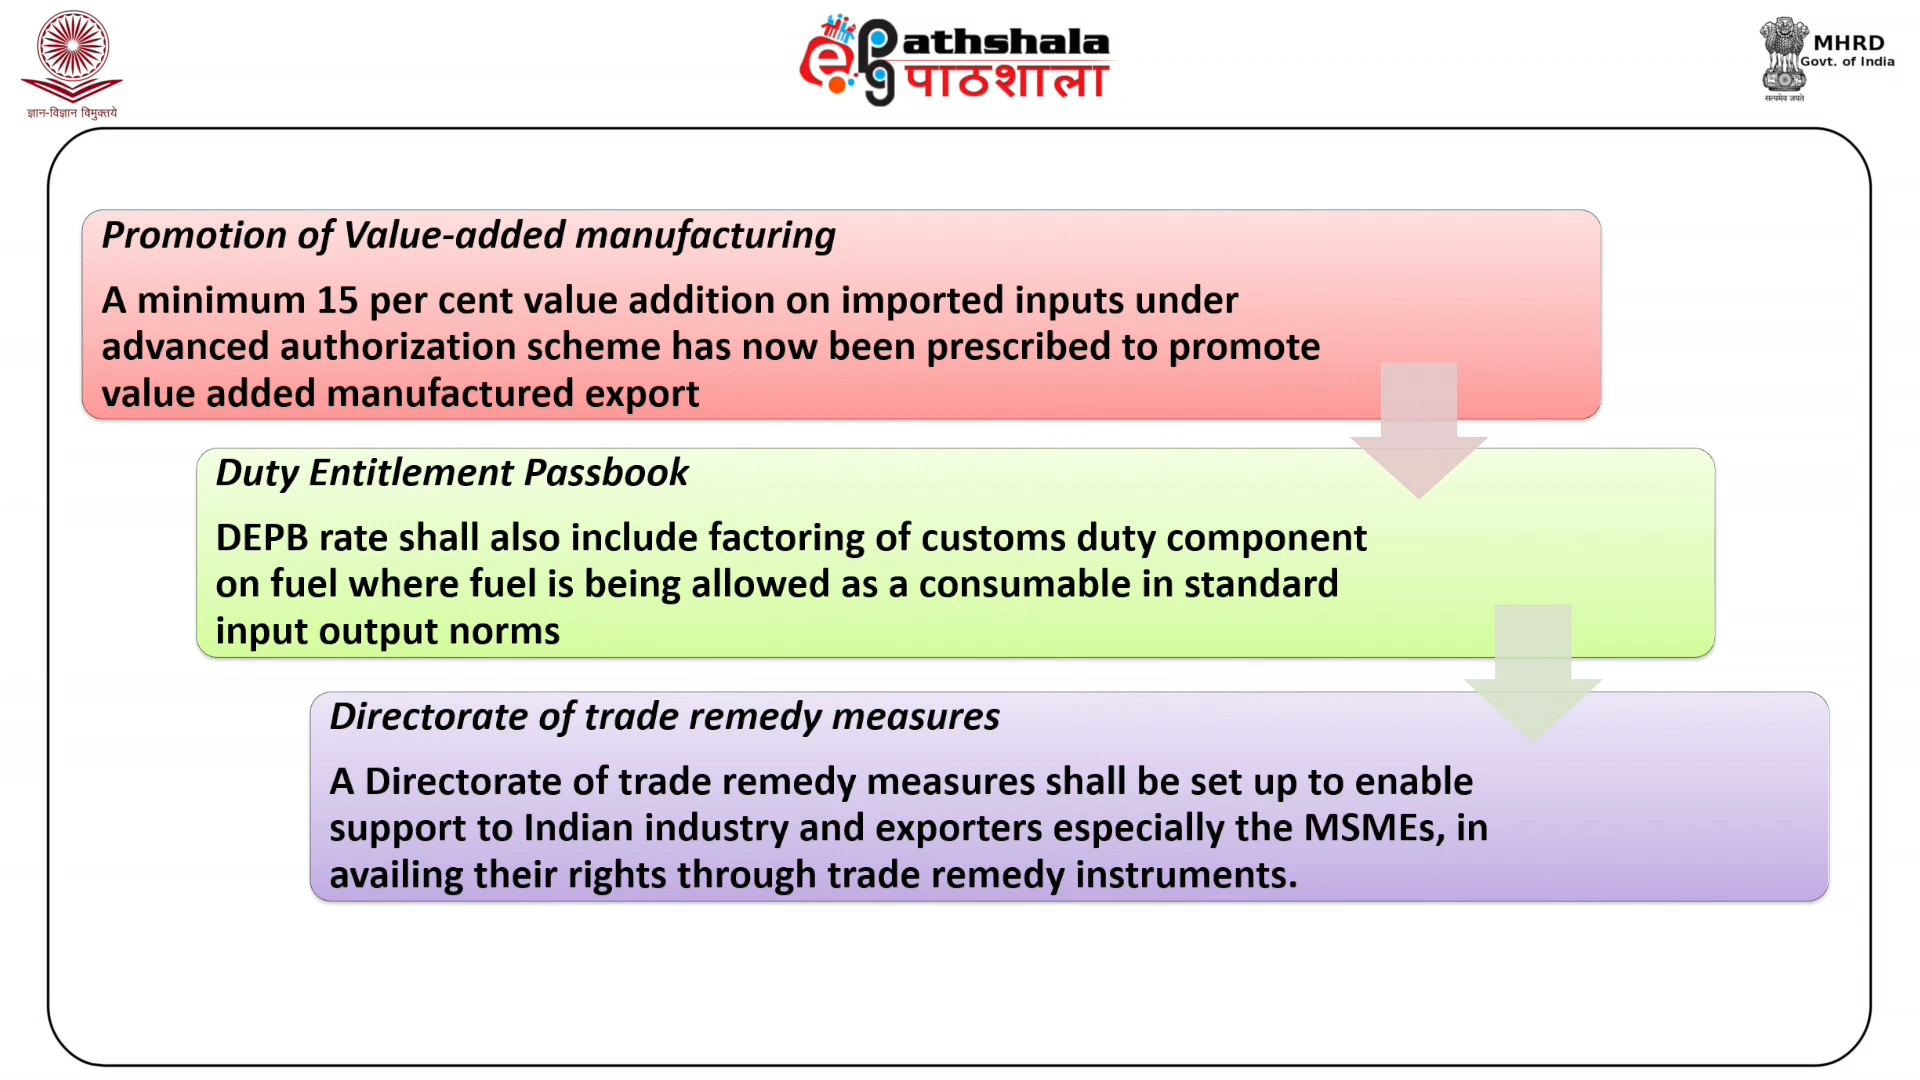 ज्ञान-विज्ञान विमुक्तये
e pg athshala
पाठशाला
MHRD
Govt. of India
सत्यमेव जयते
Promotion of Value-added manufacturing
A minimum 15 per cent value addition on imported inputs under
advanced authorization scheme has now been prescribed to promote
value added manufactured export
Duty Entitlement Passbook
DEPB rate shall also include factoring of customs duty component
on fuel where fuel is being allowed as a consumable in standard
input output norms
Directorate of trade remedy measures
A Directorate of trade remedy measures shall be set up to enable
support to Indian industry and exporters especially the MSMEs, in
availing their rights through trade remedy instruments.